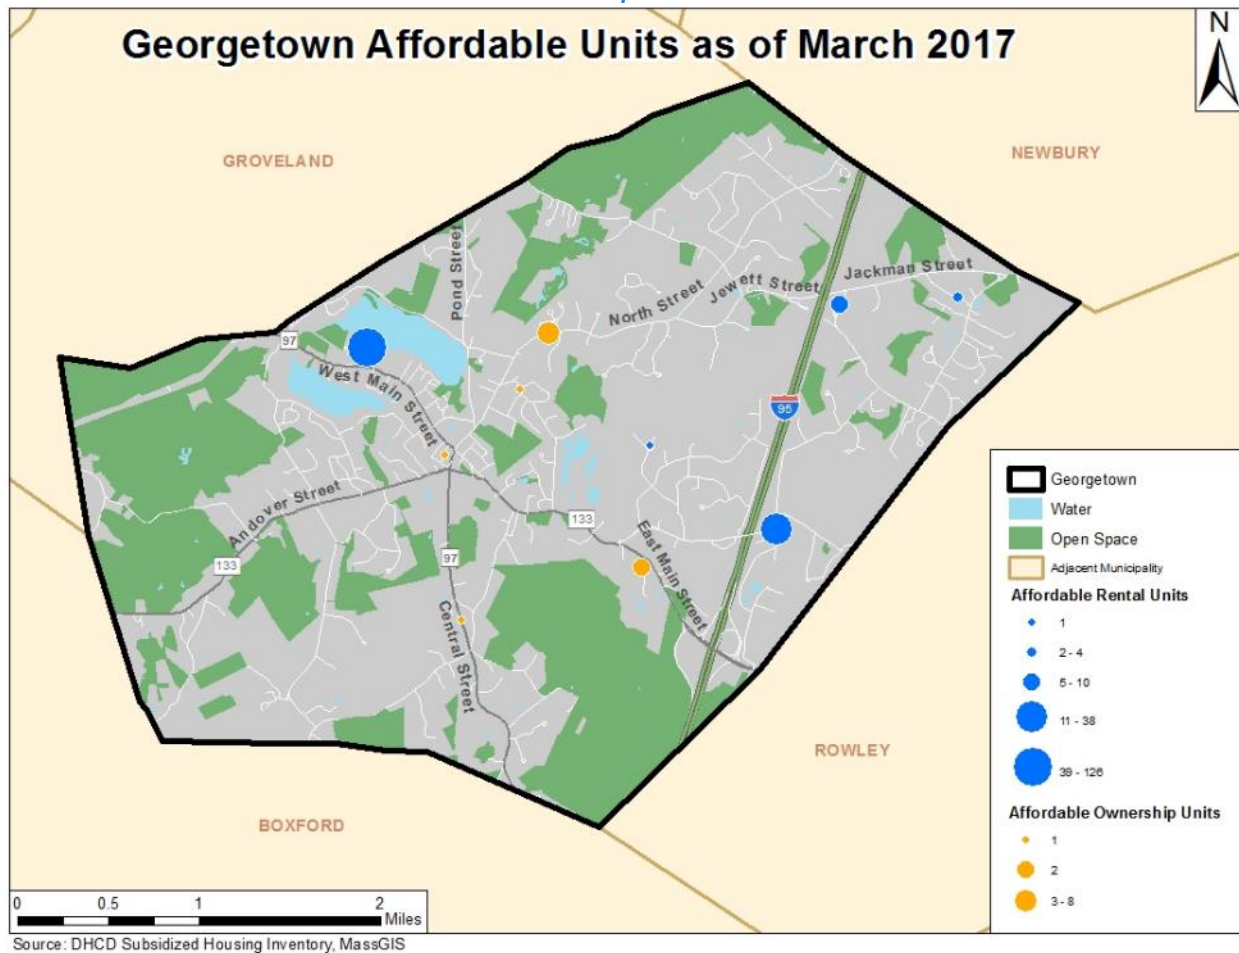 Georgetown Affordable Units as of March 2017
N
GROVELAND
NEWBURY
Pond Street
Jackman Street
Jewett Street
North Street
97
West Main Street
95
Andover Street
133
133
East Main Street
97
Central Street
ROWLEY
BOXFORD
Georgetown
Water
Open Space
Adjacent Municipality
Affordable Rental Units
1
2 - 4
5 - 10
11 - 38
39 - 126
Affordable Ownership Units
1
2
3 - 8
0 0.5 1 2
Miles
Source: DHCD Subsidized Housing Inventory, MassGIS